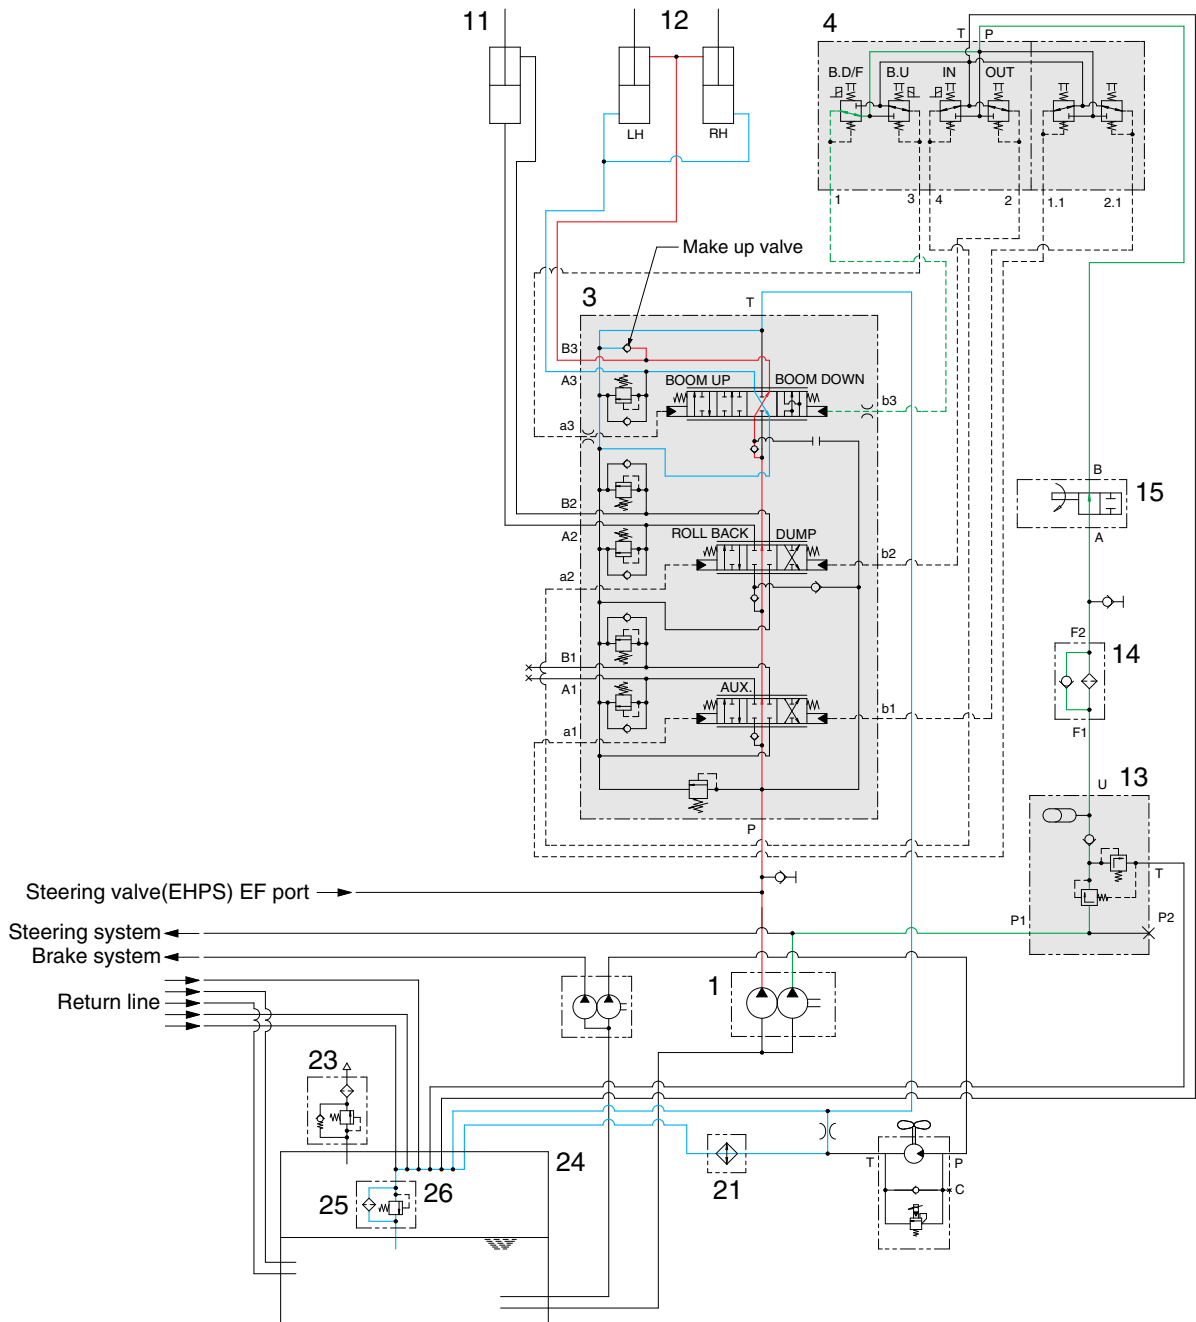 11
12
4
T P
B.D/F B.U IN OUT
LH RH
1 3 4 2 1.1 2.1
Make up valve
3
T
B3
A3
BOOM UP BOOM DOWN
b3
a3
B
15
A
B2
A2
ROLL BACK DUMP
b2
a2
F2
14
F1
B1
A1
AUX.
b1
a1
U
13
P
T
Steering valve(EHPS) EF port
P1 P2
Steering system
Brake system
1
Return line
23
24
T P
21
C
25 26